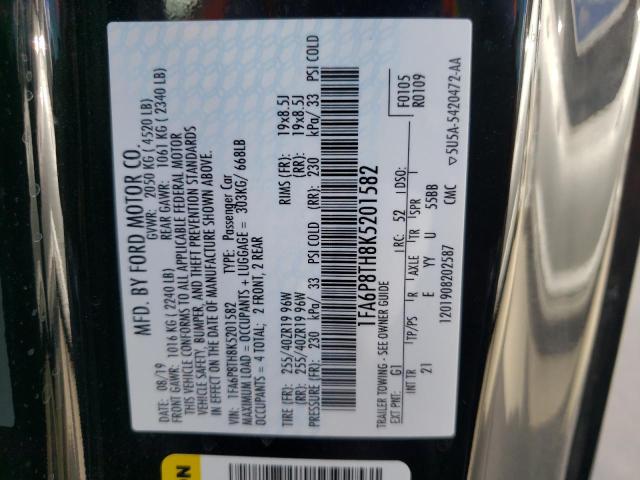 MFD. BY FORD MOTOR CO.
DATE: 08/19 GVWR: 2050 KG ( 4520 LB)
FRONT GAWR: 1016 KG ( 2240 LB) REAR GAWR: 1061 KG ( 2340 LB)
THIS VEHICLE CONFORMS TO ALL APPLICABLE FEDERAL MOTOR
VEHICLE SAFETY, BUMPER, AND THEFT PREVENTION STANDARDS
IN EFFECT ON THE DATE OF MANUFACTURE SHOWN ABOVE.
VIN: 1FA6P8TH8K5201582 TYPE: Passenger Car
MAXIMUM LOAD = OCCUPANTS + LUGGAGE = 303KG/ 668LB
OCCUPANTS = 4 TOTAL: 2 FRONT, 2 REAR
TIRE (FR): 255/40ZR19 96W RIMS (FR): 19x8.5J
(RR): 255/40ZR19 96W (RR): 19x8.5J
PRESSURE (FR): 230 kPa/ 33 PSI COLD (RR): 230 kPa/ 33 PSI COLD
1FA6P8TH8K5201582
TRAILER TOWING - SEE OWNER GUIDE
F0105
R0109
EXT PNT: G1 RC: 52 DSO:
INT TR TP/PS R AXLE TR SPR
21 E YY U 55BB
1201908202587 CMC ▽5U5A-5420472-AA
ON